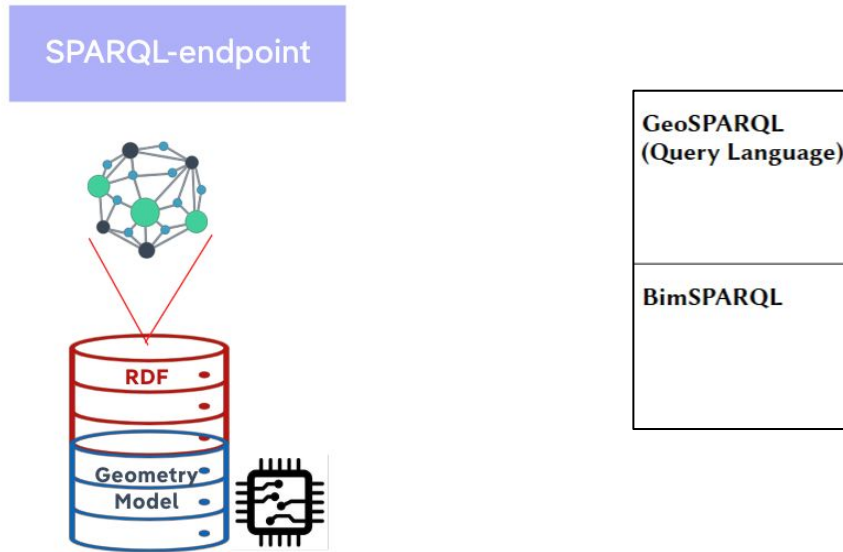 SPARQL-endpoint
GeoSPARQL
(Query Language)
BimSPARQL
RDF
Geometry
Model